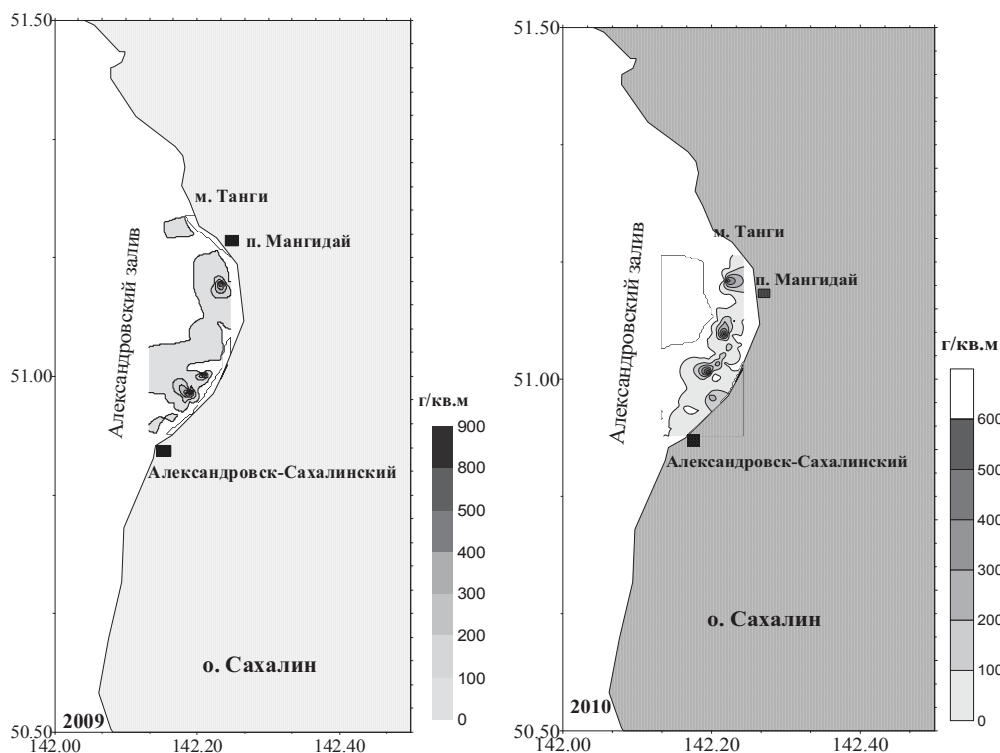 51.50
м. Танги
п. Мангидай
Александровский залив
51.00
Александровск-Сахалинский
о. Сахалин
2009
50.50
142.00
142.20
142.40
г/кв.м
900
800
500
400
300
200
100
0
51.50
м. Танги
п. Мангидай
Александровский залив
51.00
Александровск-Сахалинский
о. Сахалин
2010
50.50
142.00
142.20
142.40
г/кв.м
600
500
400
300
200
100
0